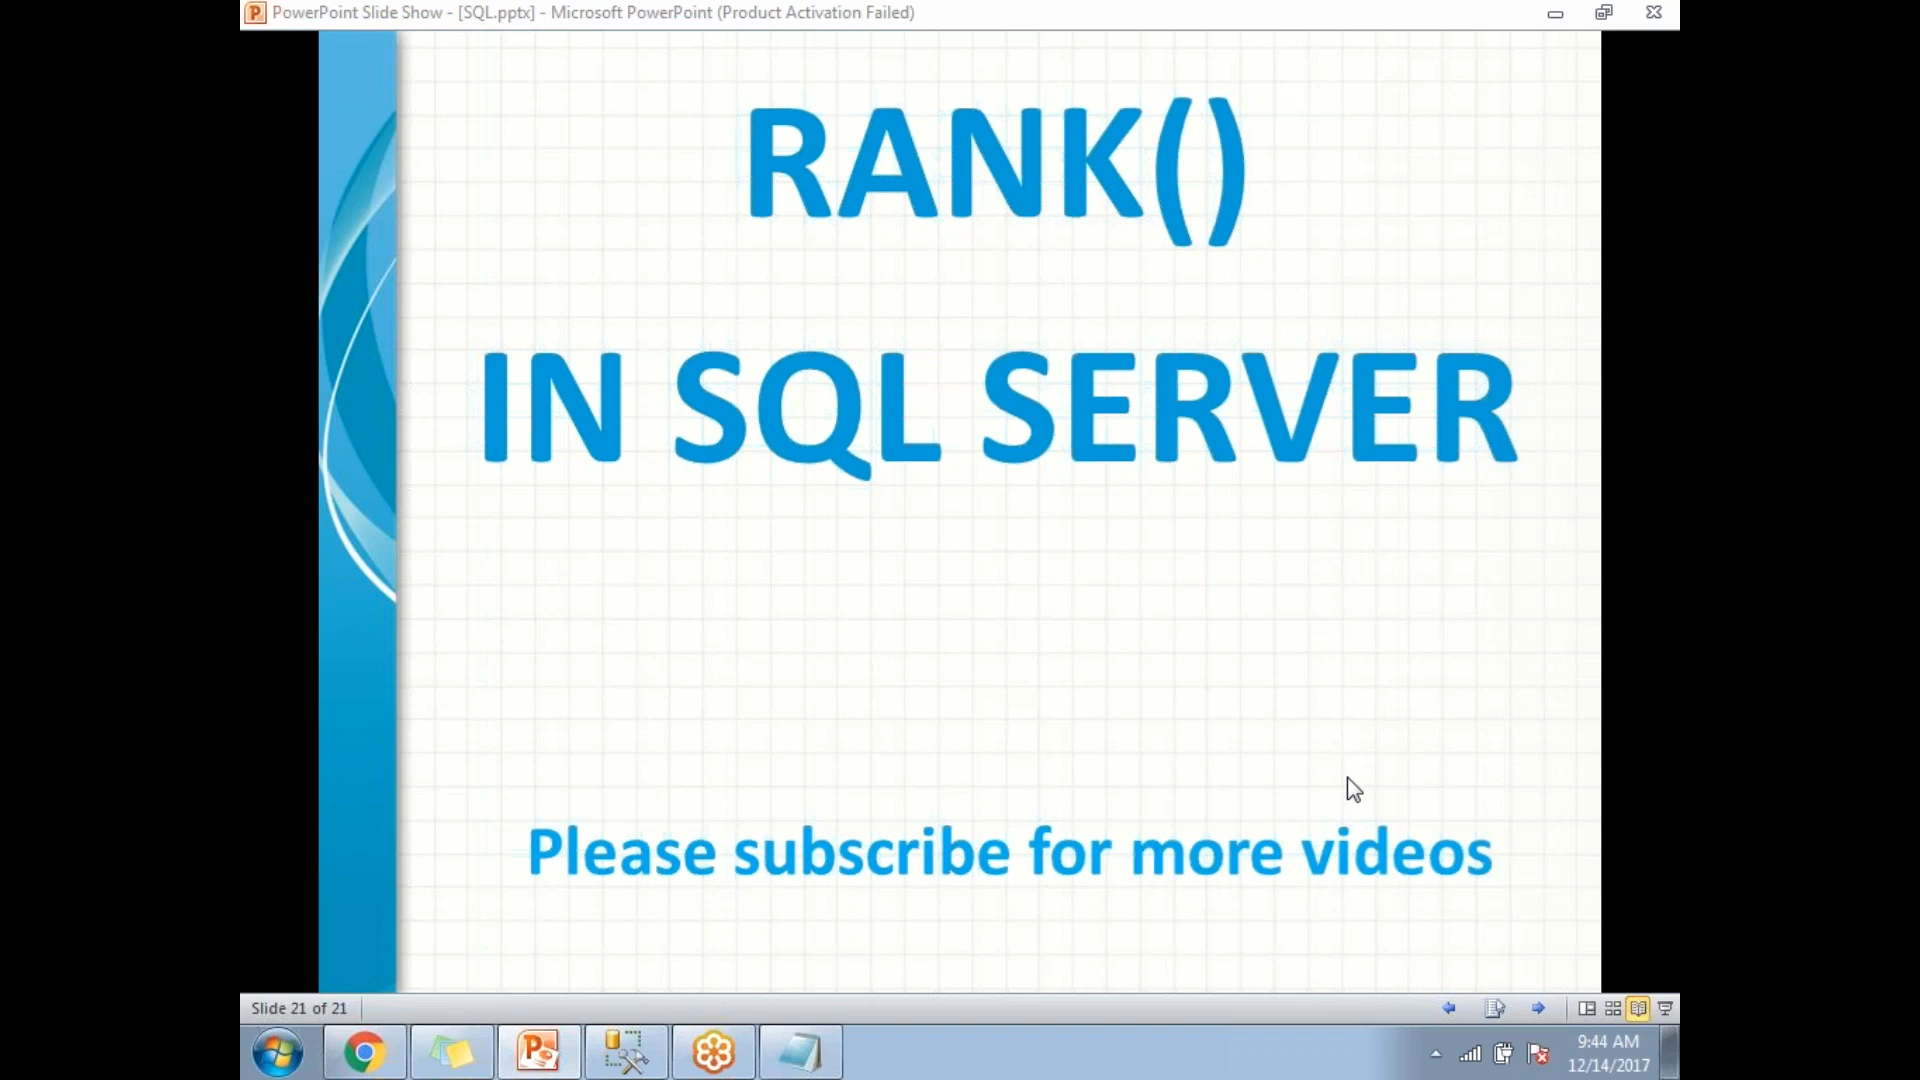 PowerPoint Slide Show - [SQL.pptx] - Microsoft PowerPoint (Product Activation Failed)
RANK()
IN SQL SERVER
Please subscribe for more videos
Slide 21 of 21
9:44 AM
12/14/2017